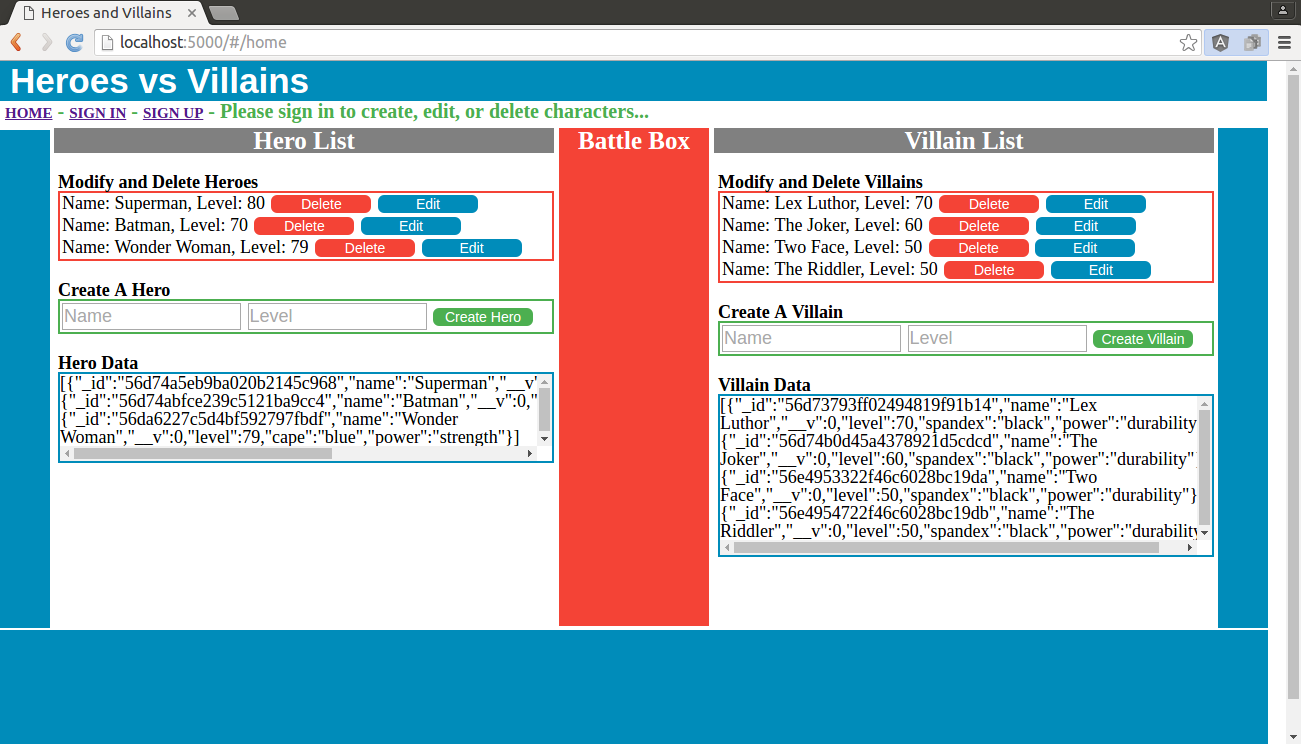 Heroes and Villains
localhost:5000/#/home
Heroes vs Villains
HOME - SIGN IN - SIGN UP - Please sign in to create, edit, or delete characters...
Hero List
Modify and Delete Heroes
Name: Superman, Level: 80 Delete Edit
Name: Batman, Level: 70 Delete Edit
Name: Wonder Woman, Level: 79 Delete Edit
Create A Hero
Name Level Create Hero
Hero Data
[{"_id":"56d74a5eb9ba020b2145c968","name":"Superman","__v"
{"_id":"56d74abfce239c5121ba9cc4","name":"Batman","__v":0,"
{"_id":"56da6227c5d4bf592797fbdf","name":"Wonder
Woman","__v":0,"level":79,"cape":"blue","power":"strength"}]
Battle Box
Villain List
Modify and Delete Villains
Name: Lex Luthor, Level: 70 Delete Edit
Name: The Joker, Level: 60 Delete Edit
Name: Two Face, Level: 50 Delete Edit
Name: The Riddler, Level: 50 Delete Edit
Create A Villain
Name Level Create Villain
Villain Data
[{"_id":"56d73793ff02494819f91b14","name":"Lex
Luthor","__v":0,"level":70,"spandex":"black","power":"durability
{"_id":"56d74b0d45a4378921d5cdcd","name":"The
Joker","__v":0,"level":60,"spandex":"black","power":"durability"
{"_id":"56e4953322f46c6028bc19da","name":"Two
Face","__v":0,"level":50,"spandex":"black","power":"durability"}
{"_id":"56e4954722f46c6028bc19db","name":"The
Riddler","__v":0,"level":50,"spandex":"black","power":"durability